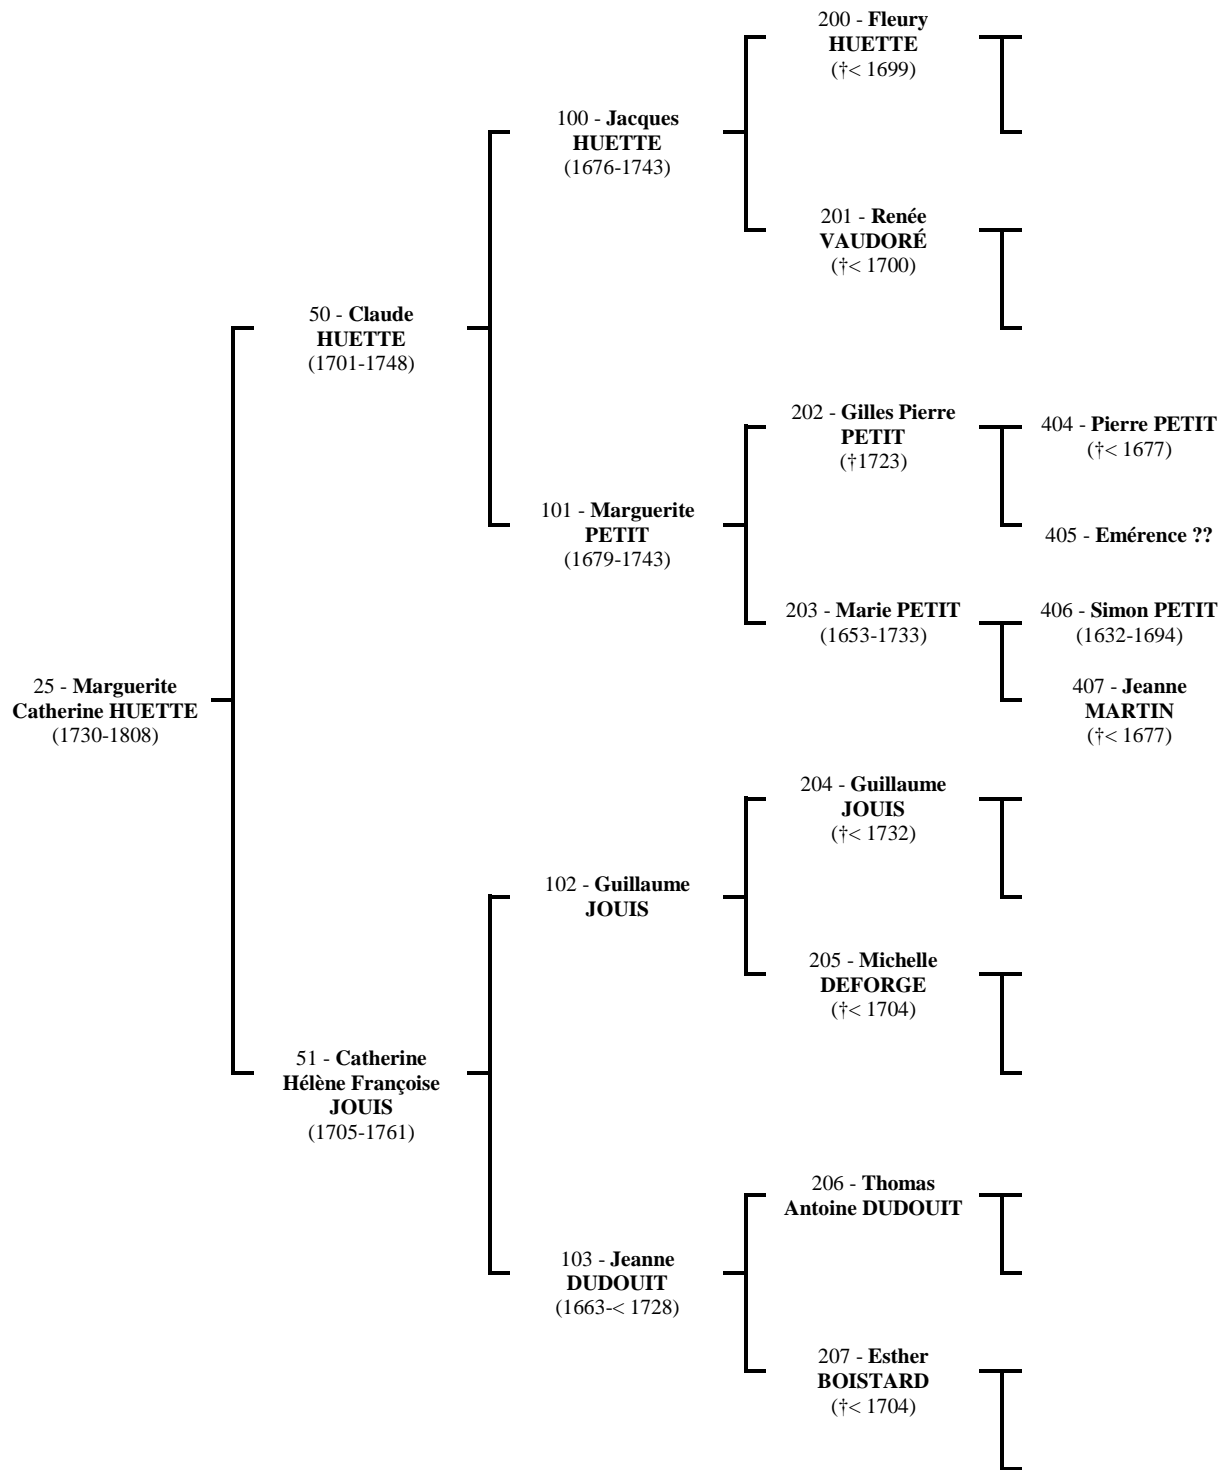 200 - Fleury
HUETTE
(†< 1699)
100 - Jacques
HUETTE
(1676-1743)
201 - Renée
VAUDORÉ
(†< 1700)
50 - Claude
HUETTE
(1701-1748)
202 - Gilles Pierre
PETIT
(†1723)
404 - Pierre PETIT
(†< 1677)
101 - Marguerite
PETIT
(1679-1743)
405 - Emérence ??
203 - Marie PETIT
(1653-1733)
406 - Simon PETIT
(1632-1694)
25 - Marguerite
Catherine HUETTE
(1730-1808)
407 - Jeanne
MARTIN
(†< 1677)
204 - Guillaume
JOUIS
(†< 1732)
102 - Guillaume
JOUIS
205 - Michelle
DEFORGE
(†< 1704)
51 - Catherine
Hélène Françoise
JOUIS
(1705-1761)
206 - Thomas
Antoine DUDOUIT
103 - Jeanne
DUDOUIT
(1663-< 1728)
207 - Esther
BOISTARD
(†< 1704)